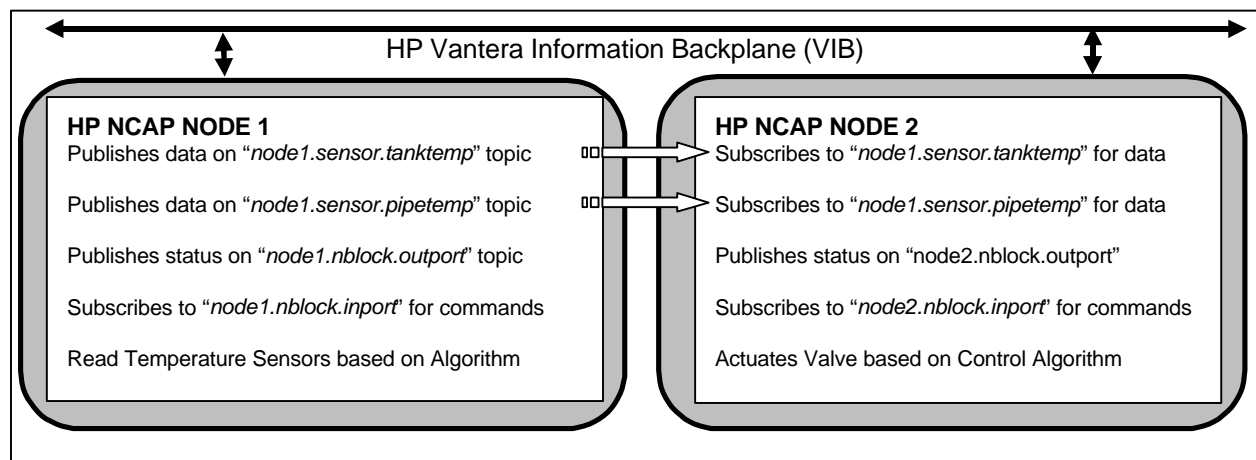 HP Vantera Information Backplane (VIB)
HP NCAP NODE 1
Publishes data on “node1.sensor.tanktemp” topic
Publishes data on “node1.sensor.pipetemp” topic
Publishes status on “node1.nblock.outport” topic
Subscribes to “node1.nblock.inport” for commands
Read Temperature Sensors based on Algorithm
HP NCAP NODE 2
Subscribes to “node1.sensor.tanktemp” for data
Subscribes to “node1.sensor.pipetemp” for data
Publishes status on “node2.nblock.outport”
Subscribes to “node2.nblock.inport” for commands
Actuates Valve based on Control Algorithm